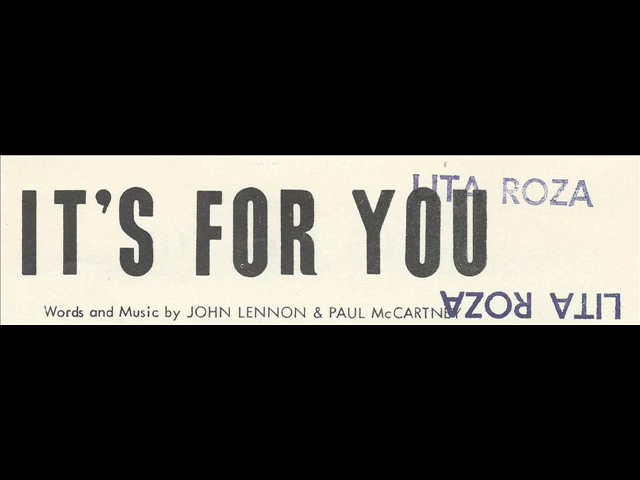 LITA ROZA
IT'S FOR YOU
Words and Music by JOHN LENNON & PAUL McCARTNEY
LITA ROZA